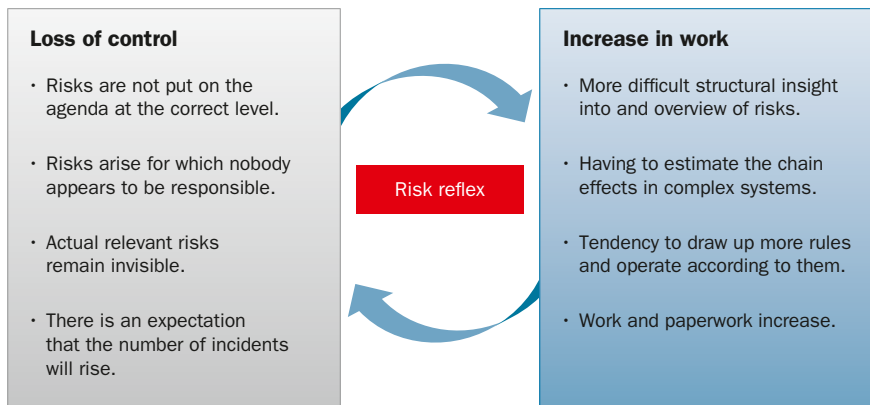 Loss of control
· Risks are not put on the
agenda at the correct level.
· Risks arise for which nobody
appears to be responsible.
· Actual relevant risks
remain invisible.
· There is an expectation
that the number of incidents
will rise.
Risk reflex
Increase in work
· More difficult structural insight
into and overview of risks.
· Having to estimate the chain
effects in complex systems.
· Tendency to draw up more rules
and operate according to them.
· Work and paperwork increase.